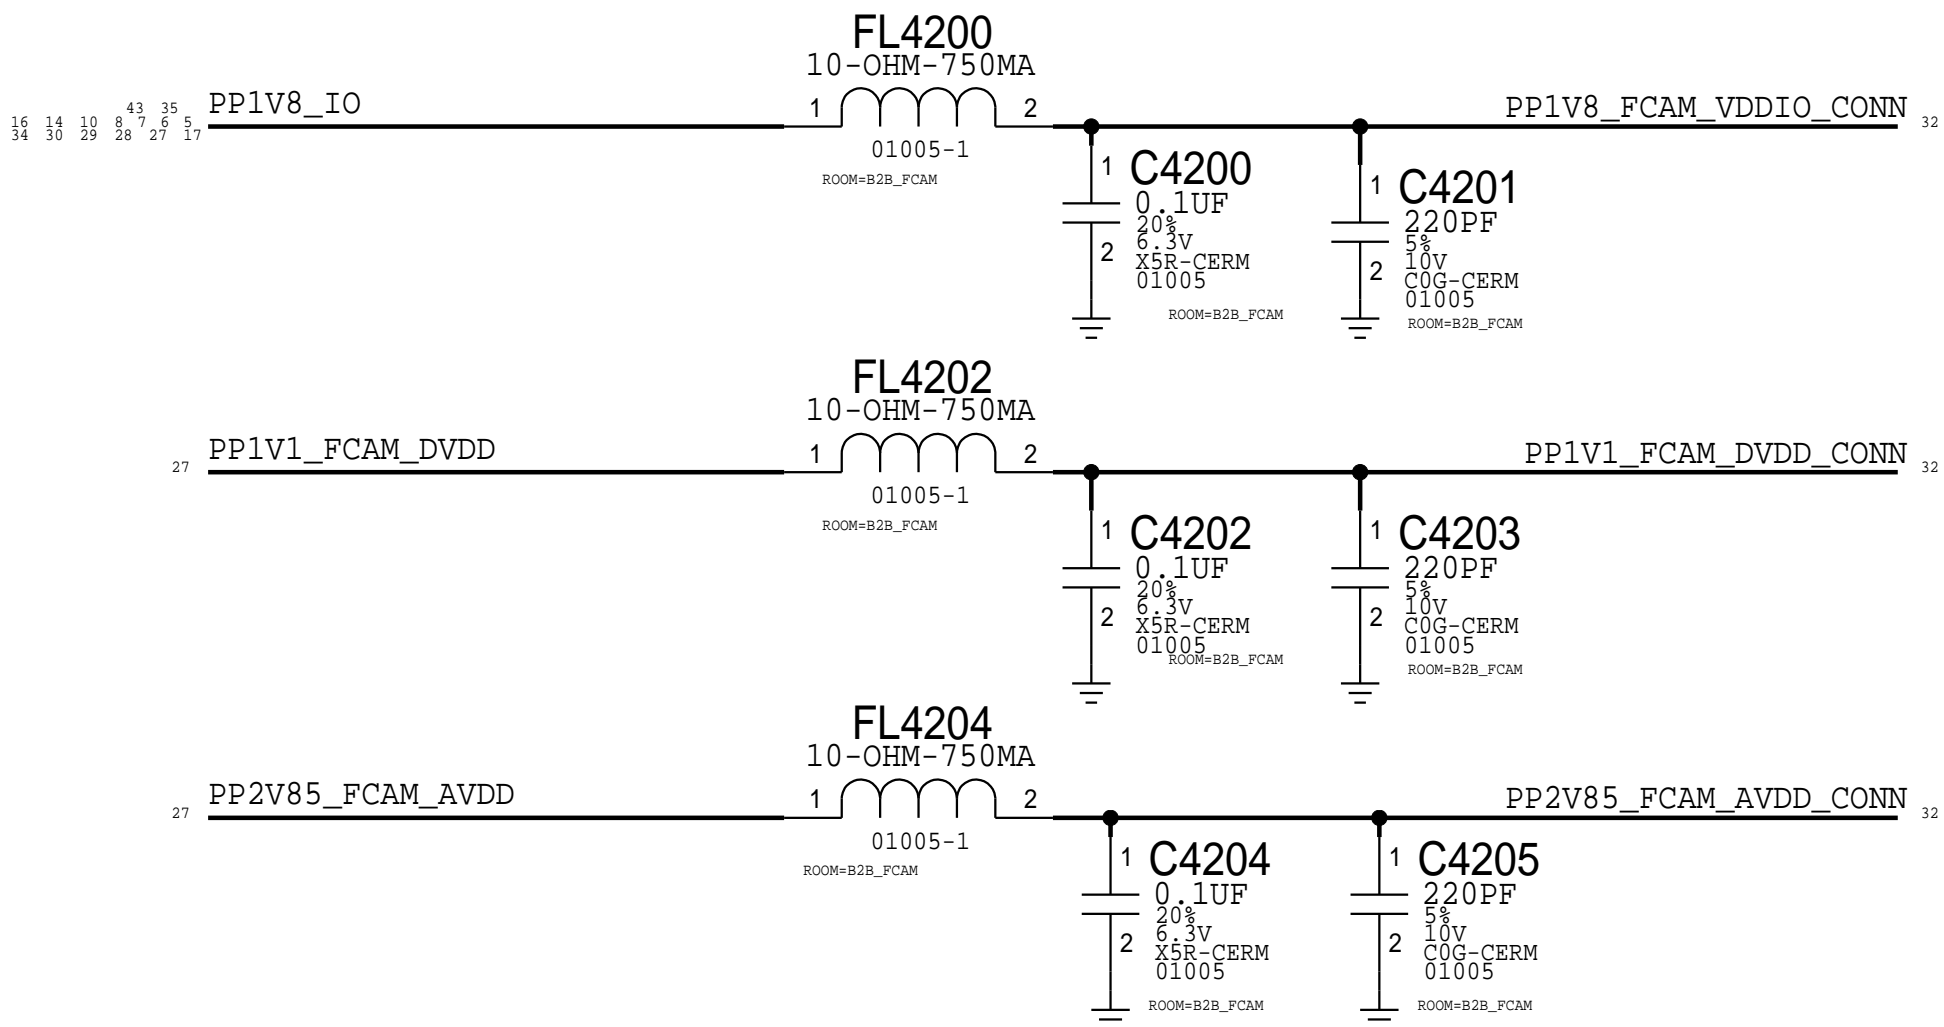 FL4200
10-OHM-750MA
43 35
16 14 10 8 7 6 5
34 30 29 28 27 17
PP1V8_IO
1
2
PP1V8_FCAM_VDDIO_CONN
32
01005-1
ROOM=B2B_FCAM
1
C4200
0.1UF
20%
6.3V
2
X5R-CERM
01005
ROOM=B2B_FCAM
1
C4201
220PF
5%
10V
2
C0G-CERM
01005
ROOM=B2B_FCAM
FL4202
10-OHM-750MA
27
PP1V1_FCAM_DVDD
1
2
PP1V1_FCAM_DVDD_CONN
32
01005-1
ROOM=B2B_FCAM
1
C4202
0.1UF
20%
6.3V
2
X5R-CERM
01005
ROOM=B2B_FCAM
1
C4203
220PF
5%
10V
2
C0G-CERM
01005
ROOM=B2B_FCAM
FL4204
10-OHM-750MA
27
PP2V85_FCAM_AVDD
1
2
PP2V85_FCAM_AVDD_CONN
32
01005-1
ROOM=B2B_FCAM
1
C4204
0.1UF
20%
6.3V
2
X5R-CERM
01005
ROOM=B2B_FCAM
1
C4205
220PF
5%
10V
2
C0G-CERM
01005
ROOM=B2B_FCAM